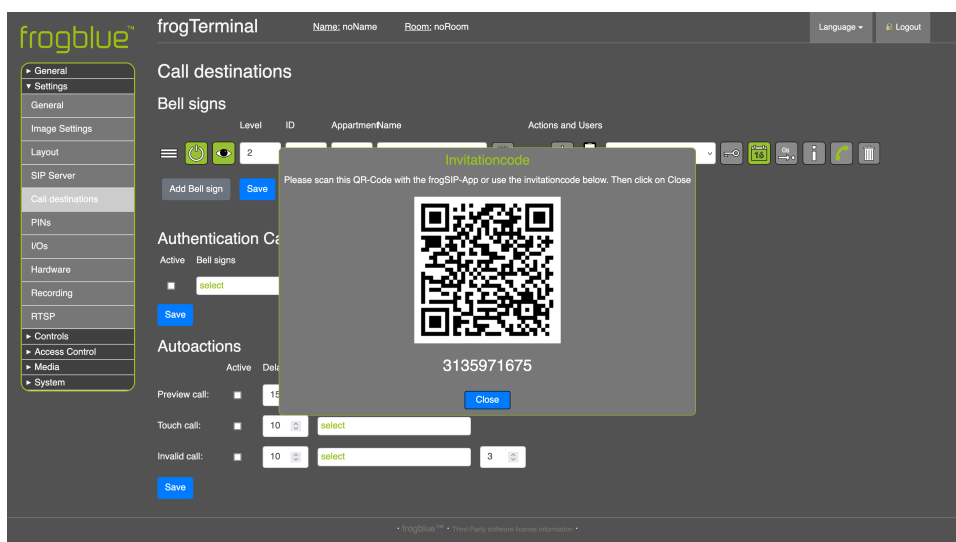 frogblue™
frogTerminal
Name: noName
Room: noRoom
Language
Logout
► General
▼ Settings
General
Image Settings
Layout
SIP Server
Call destinations
PINs
I/Os
Hardware
Recording
RTSP
► Controls
► Access Control
► Media
► System
Call destinations
Bell signs
Level ID Appartment Name Actions and Users
2
16
0s
Add Bell sign Save
Invitationcode
Please scan this QR-Code with the frogSIP-App or use the invitationcode below. Then click on Close
3135971675
Close
Authentication Ca
Active Bell signs
select
Save
Autoactions
Active Dela
Preview call: 15
Touch call: 10 select
Invalid call: 10 select 3
Save
• frogblue™ • Third-Party software license information •